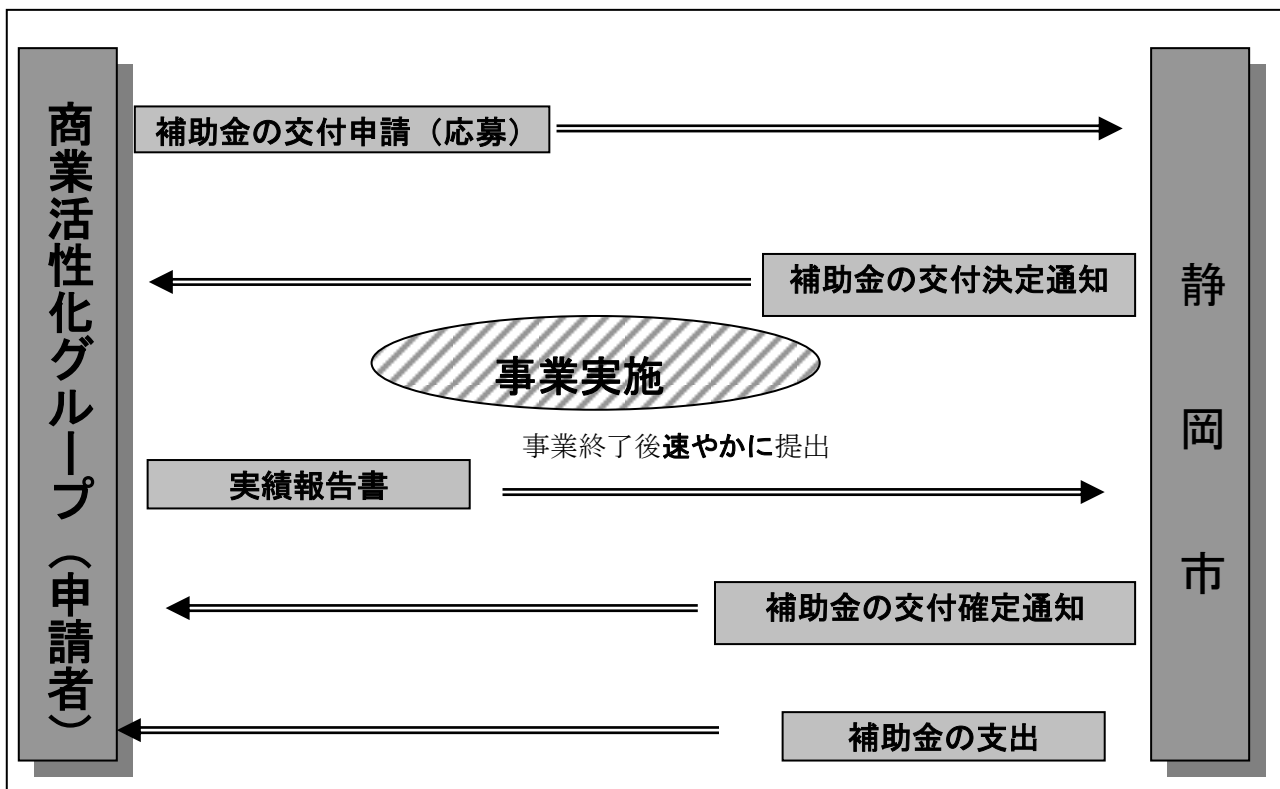 商業活性化グループ（申請者）
補助金の交付申請（応募）
補助金の交付決定通知
事業実施
事業終了後速やかに提出
実績報告書
補助金の交付確定通知
補助金の支出
静岡市